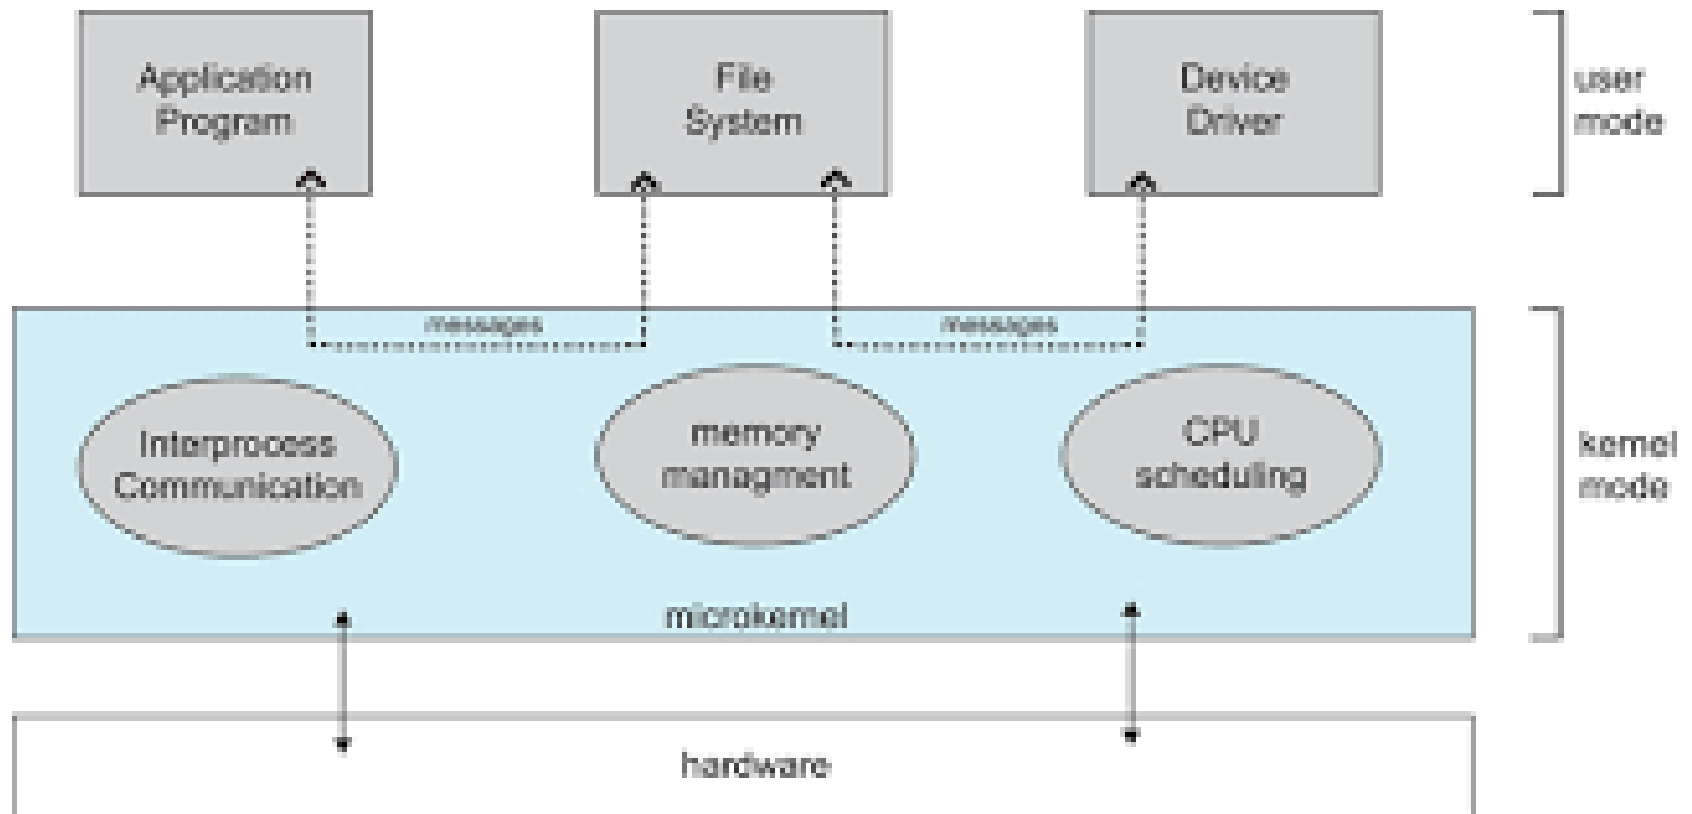 Application
Program
File
System
Device
Driver
user
mode
messages
messages
Interprocess
Communication
memory
managment
CPU
scheduling
kernel
mode
microkernel
hardware